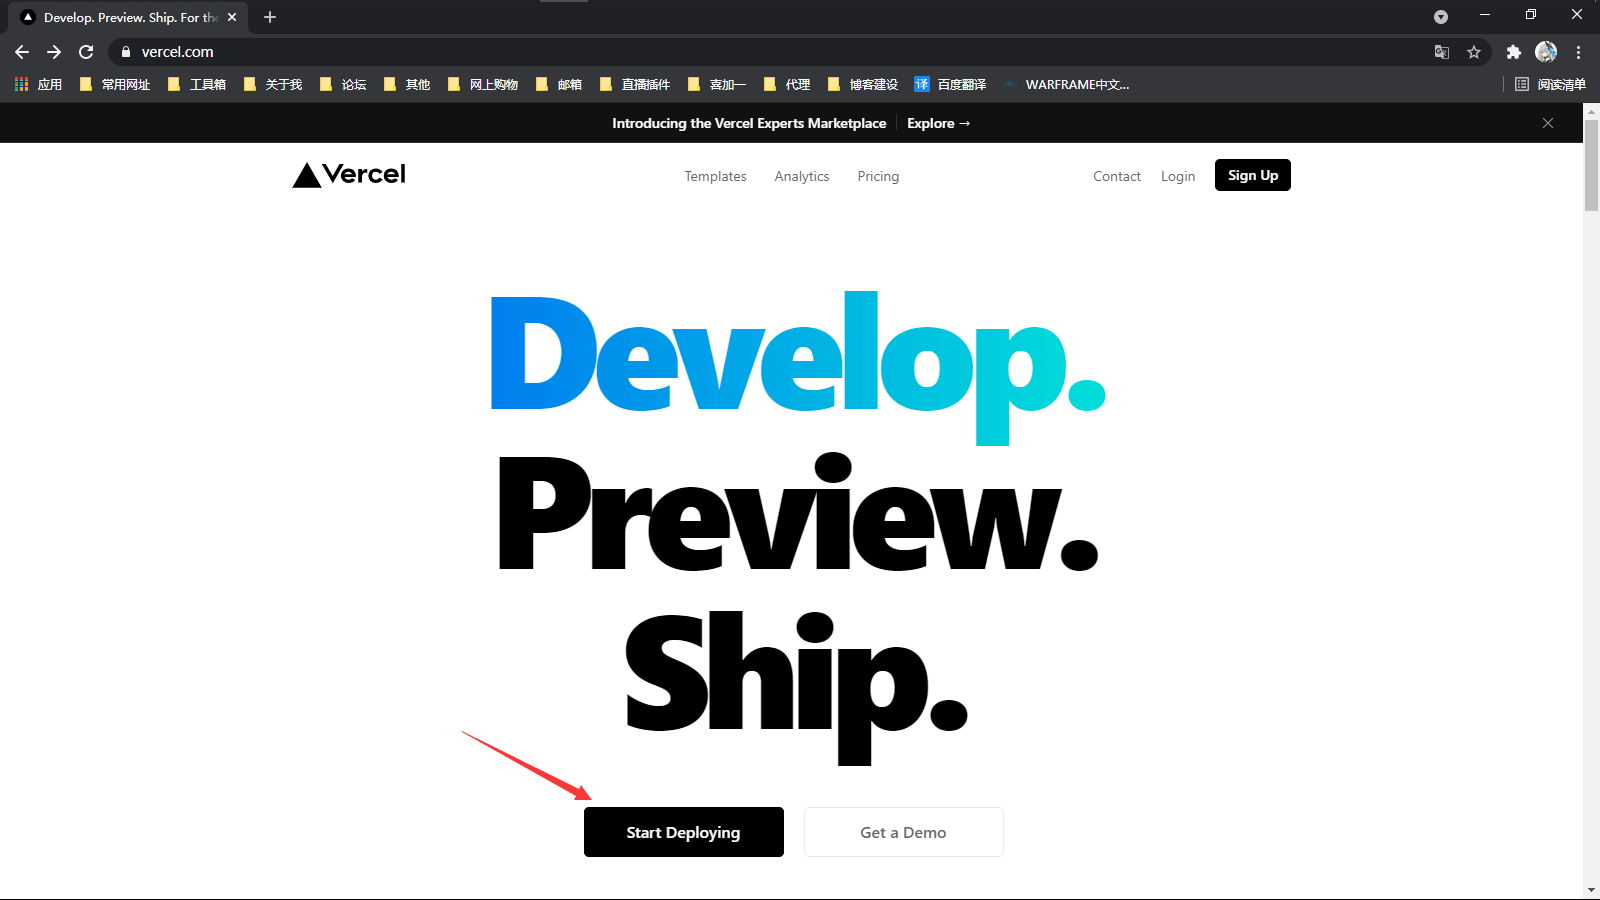 Develop. Preview. Ship. For the
vercel.com
应用 常用网址 工具箱 关于我 论坛 其他 网上购物 邮箱 直播插件 喜加一 代理 博客建设 译 百度翻译 WARFRAME中文... 阅读清单
Introducing the Vercel Experts Marketplace Explore →
Vercel Templates Analytics Pricing Contact Login Sign Up
Develop.
Preview.
Ship.
Start Deploying Get a Demo